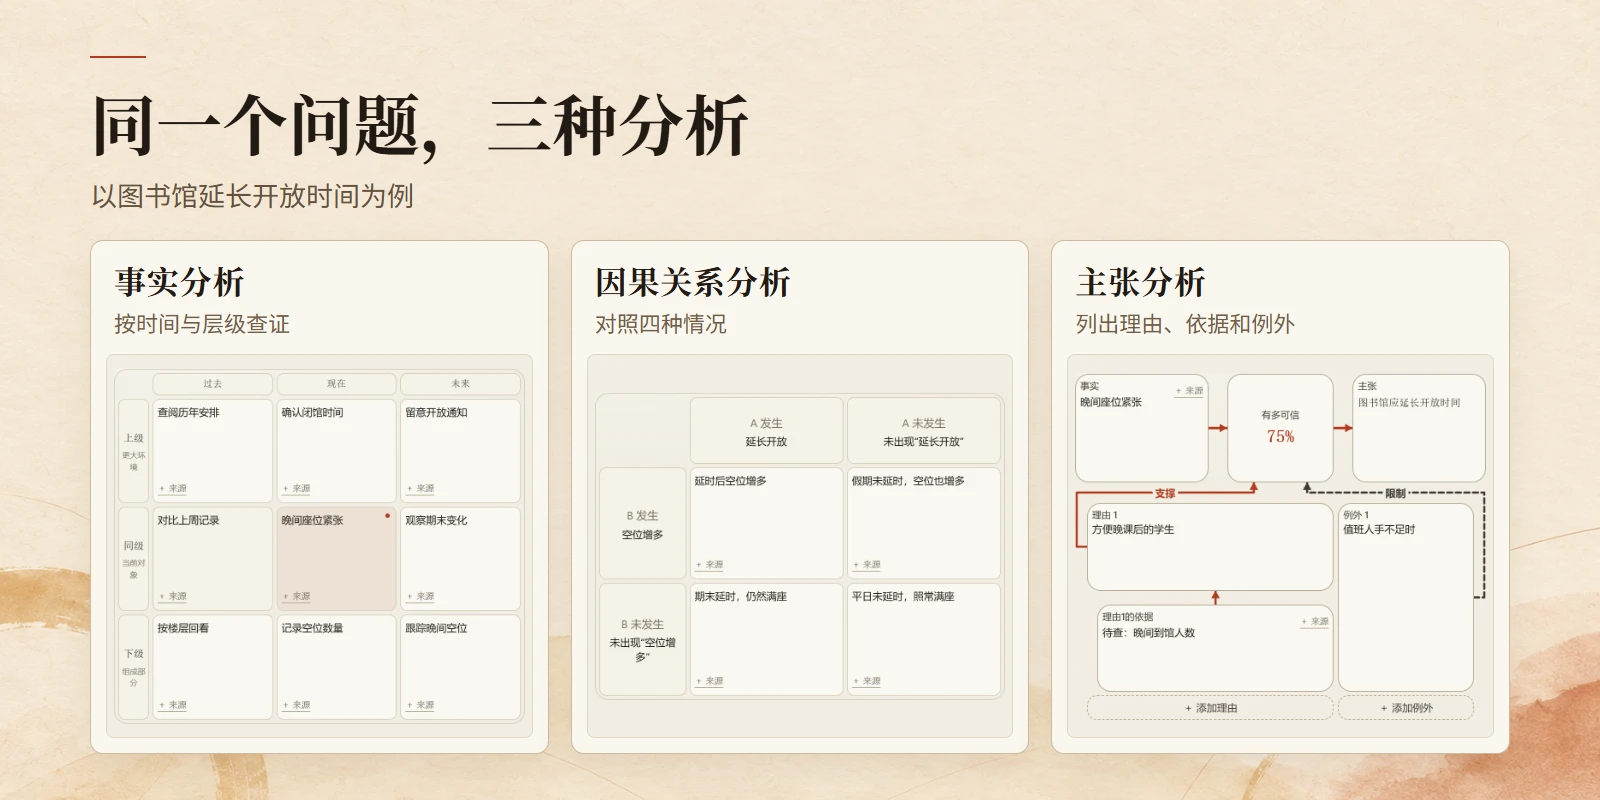 同一个问题，三种分析
以图书馆延长开放时间为例
事实分析
按时间与层级查证
过去
现在
未来
上级
更大环
境
查阅历年安排
+ 来源
确认闭馆时间
+ 来源
留意开放通知
+ 来源
同级
当前对
象
对比上周记录
+ 来源
晚间座位紧张
+ 来源
观察期末变化
+ 来源
下级
组成部
分
按楼层回看
+ 来源
记录空位数量
+ 来源
跟踪晚间空位
+ 来源
因果关系分析
对照四种情况
A 发生
延长开放
A 未发生
未出现“延长开放”
B 发生
空位增多
延时后空位增多
+ 来源
假期未延时，空位也增多
+ 来源
B 未发生
未出现“空位增
多”
期末延时，仍然满座
+ 来源
平日未延时，照常满座
+ 来源
主张分析
列出理由、依据和例外
事实
+ 来源
晚间座位紧张
有多可信
75%
主张
图书馆应延长开放时间
支撑
限制
理由 1
方便晚课后的学生
例外 1
值班人手不足时
理由1的依据
+ 来源
待查：晚间到馆人数
+ 添加理由
+ 添加例外